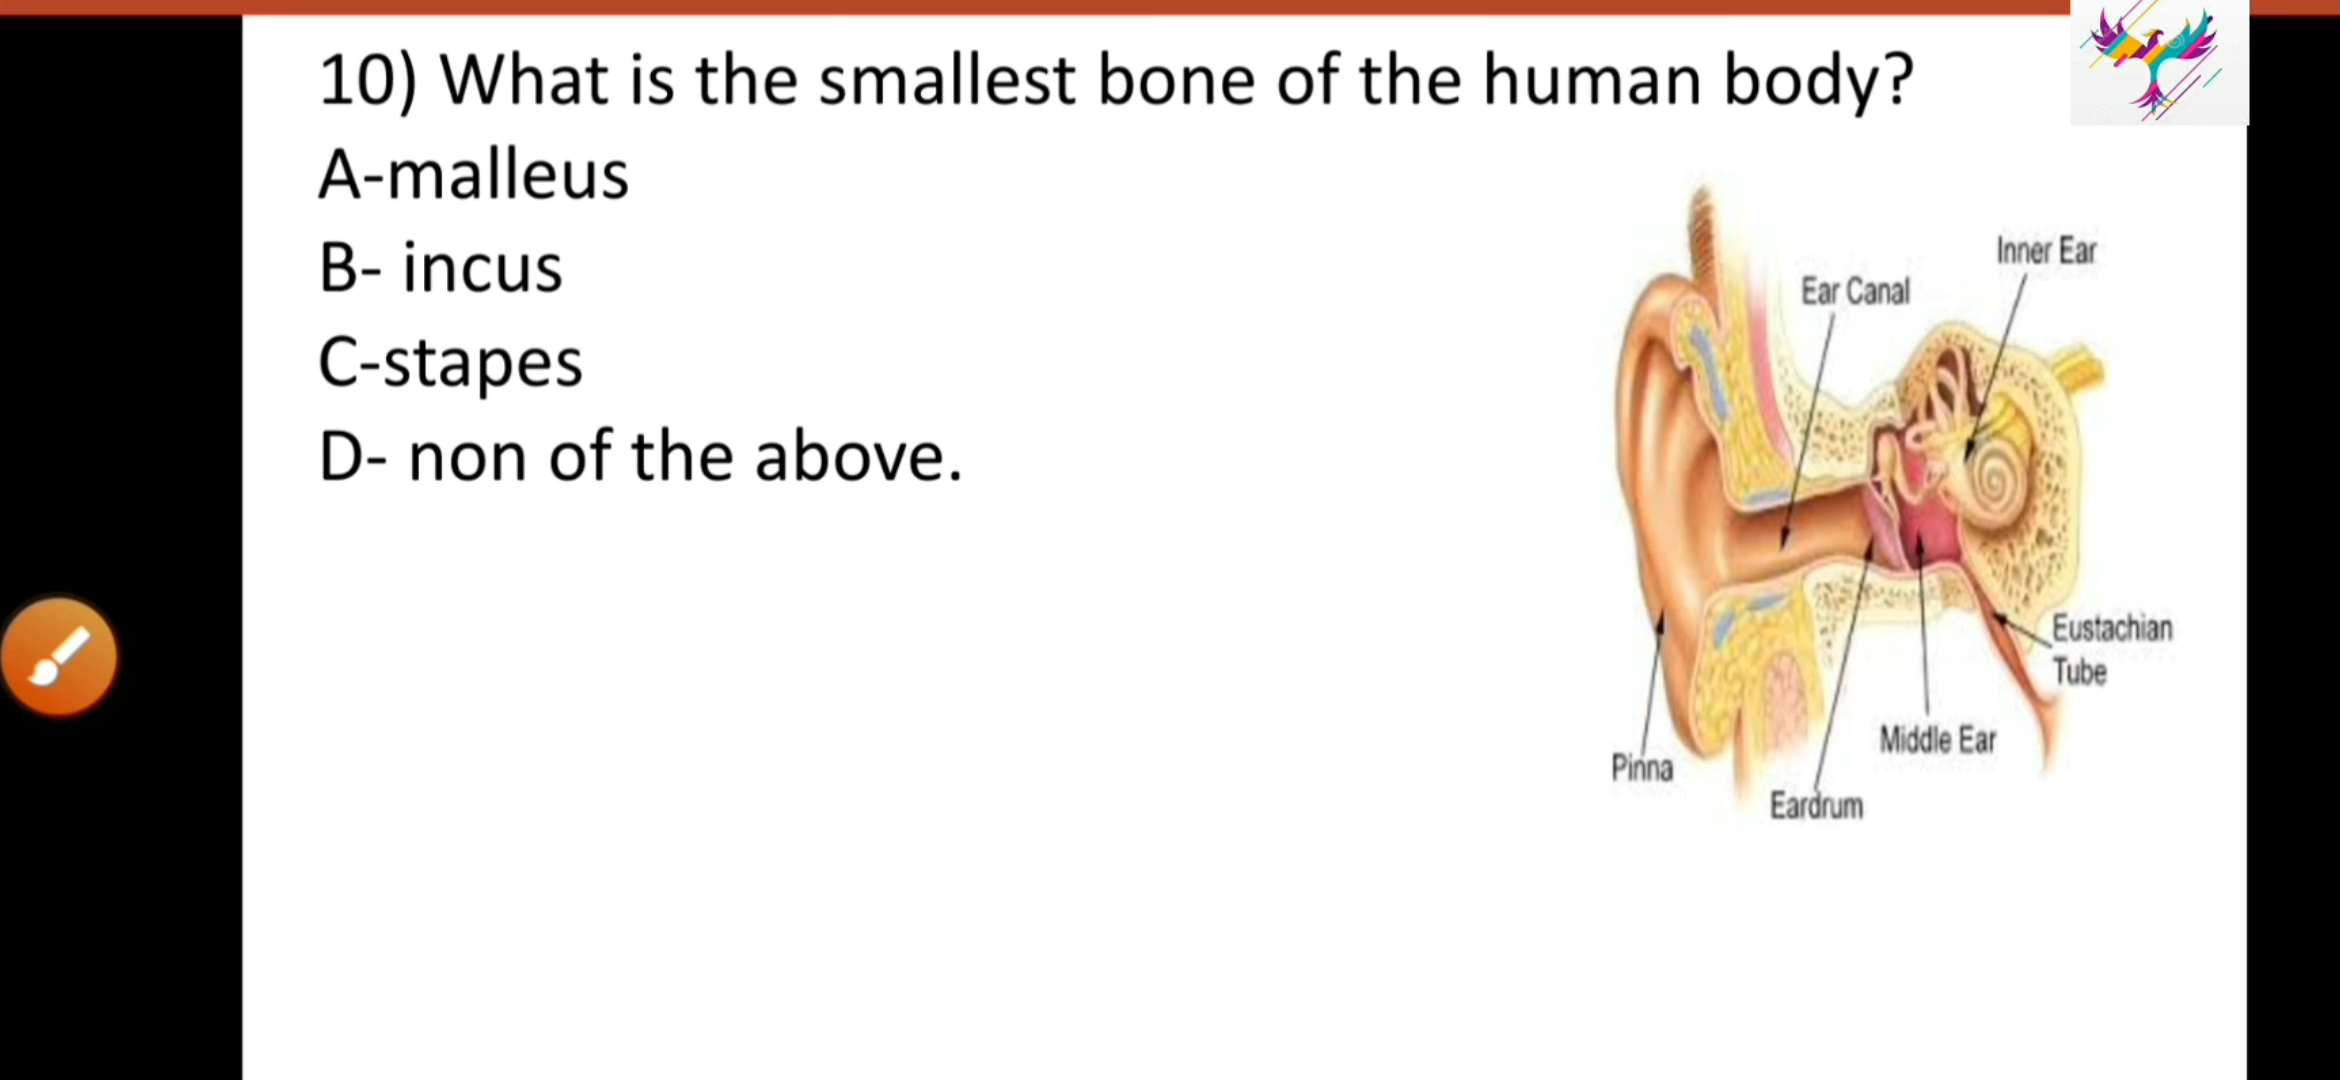 10) What is the smallest bone of the human body?
A-malleus
B- incus
C-stapes
D- non of the above.
Inner Ear
Ear Canal
Eustachian
Tube
Middle Ear
Pinna
Eardrum